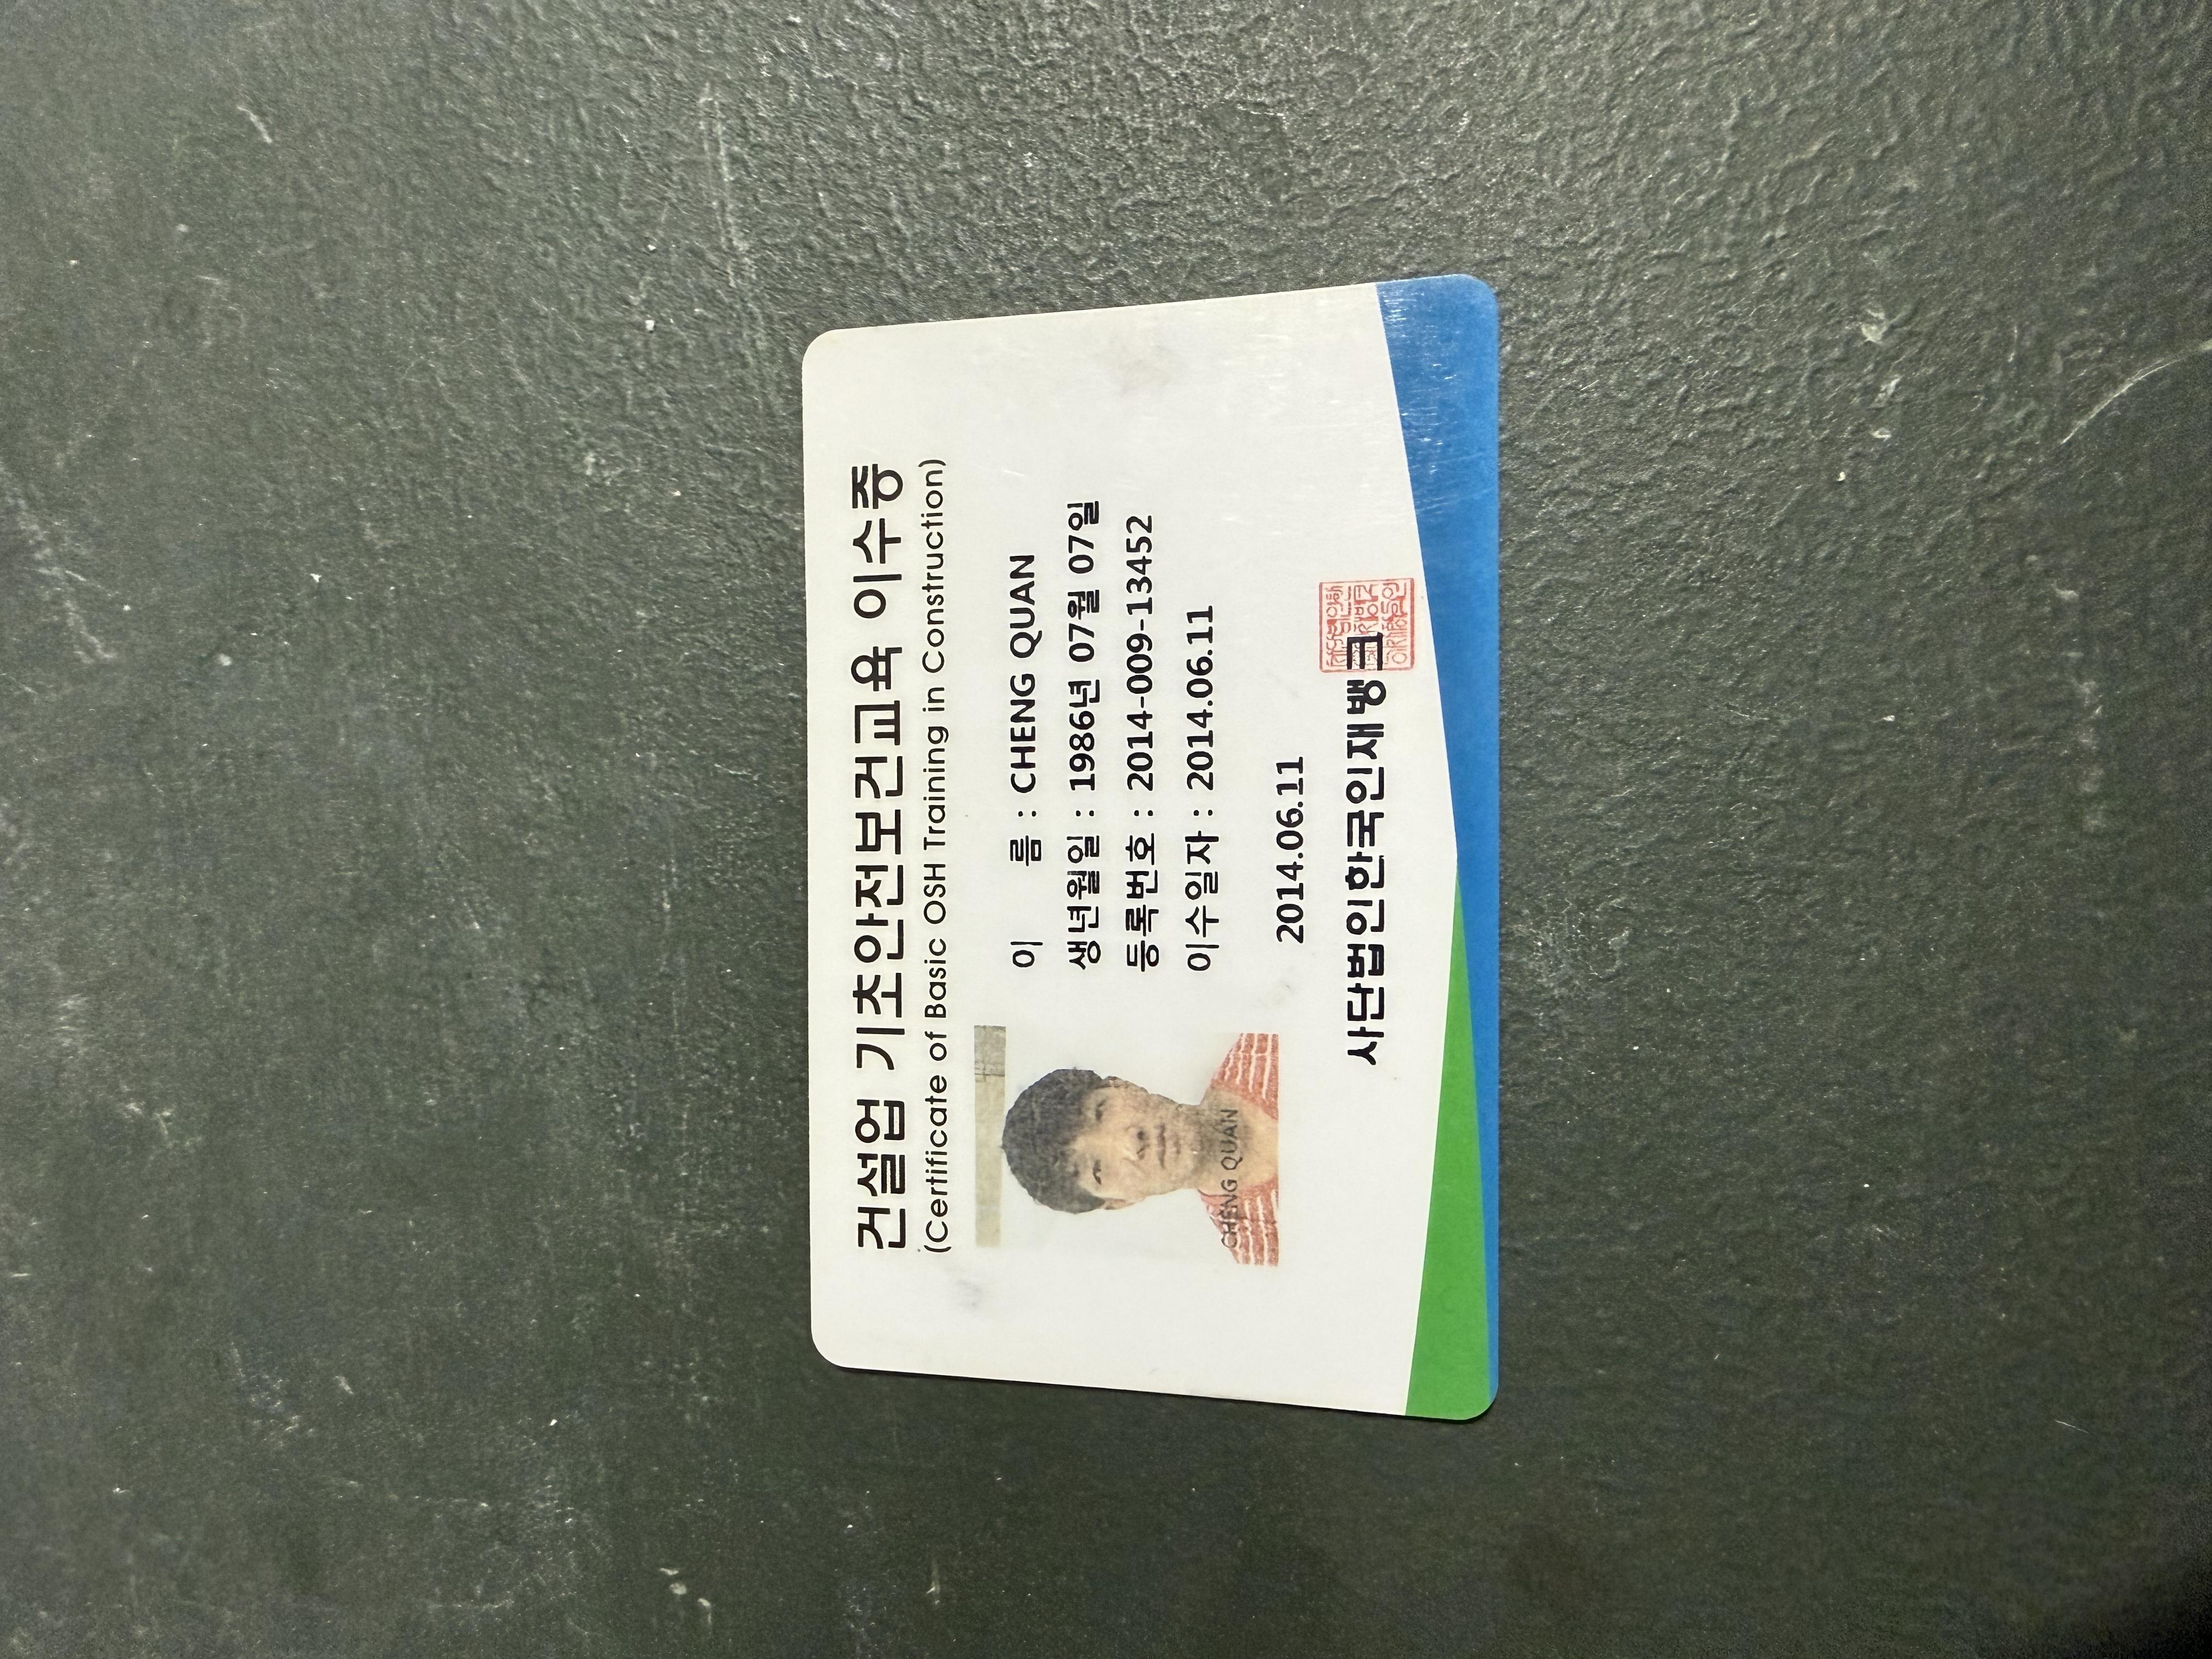 건설업 기초안전보건교육 이수증
(Certificate of Basic OSH Training in Construction)
이 름 : CHENG QUAN
생년월일 : 1986년 07월 07일
등록번호 : 2014-009-13452
이수일자 : 2014.06.11
CHENG QUAN
2014.06.11
사단법인한국인재뱅크